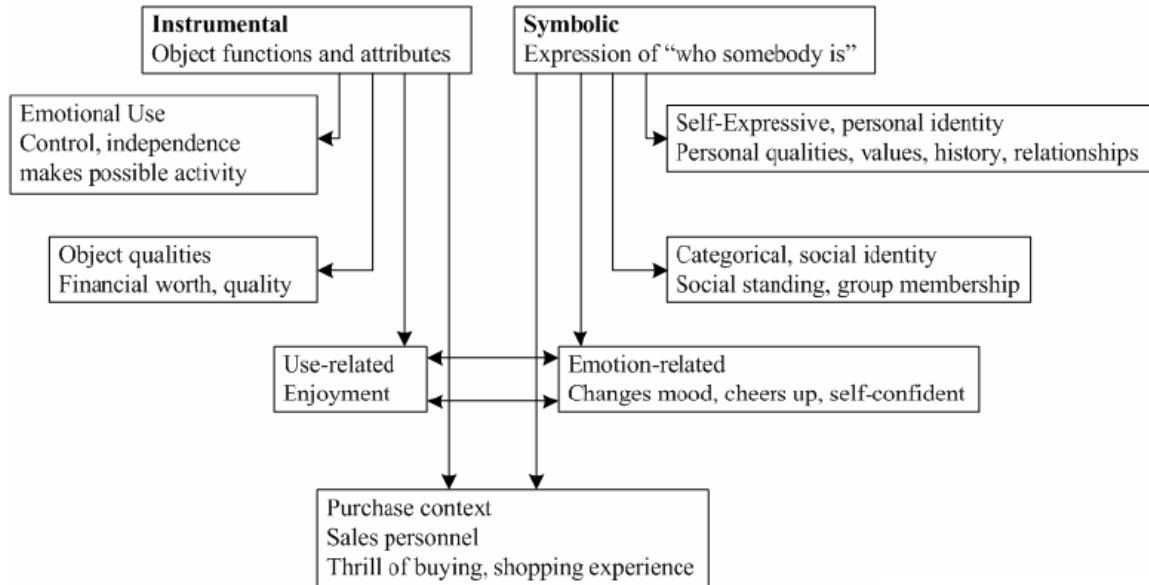 Instrumental
Object functions and attributes
Symbolic
Expression of “who somebody is”
Emotional Use
Control, independence
makes possible activity
Self-Expressive, personal identity
Personal qualities, values, history, relationships
Object qualities
Financial worth, quality
Categorical, social identity
Social standing, group membership
Use-related
Enjoyment
Emotion-related
Changes mood, cheers up, self-confident
Purchase context
Sales personnel
Thrill of buying, shopping experience